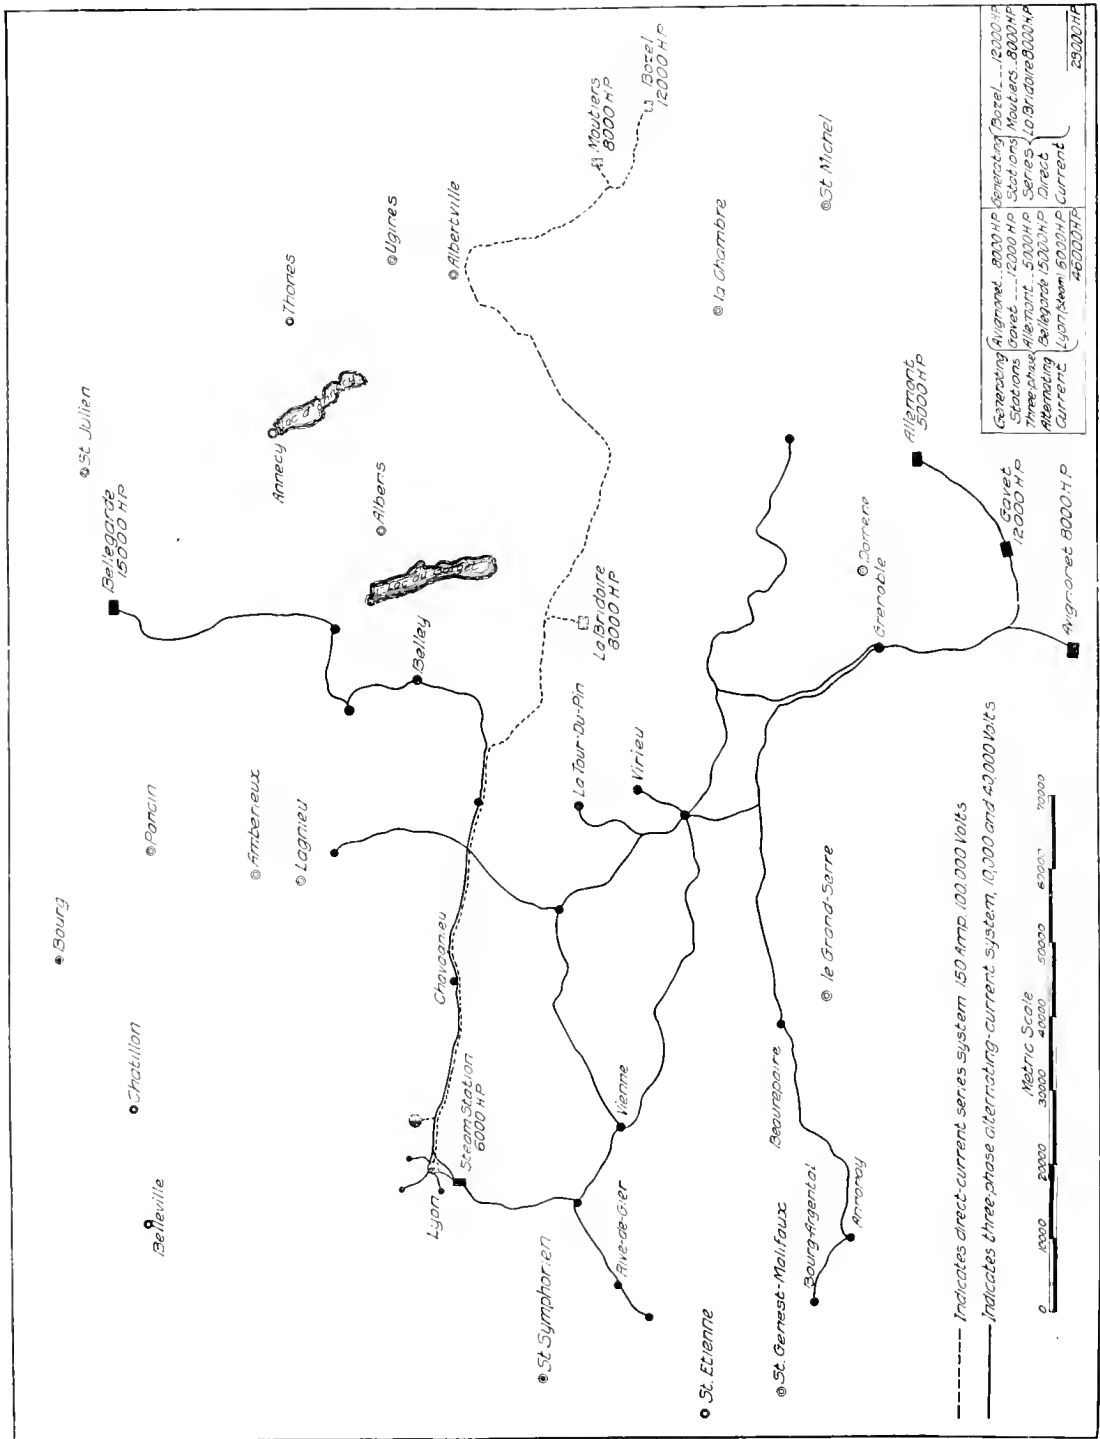 Bourg
Chatillon
Belleville
Poncin
Amberieux
Lagnieu
St Julien
Bellegarde
15000 HP
Annecy
Lac d'
Thones
Albens
Lac du Bourget
Ugines
Albertville
Moutiers
8000 HP
Bozel
12000 HP
Belley
Chavagnieu
Lyon
Steam Station
6000 HP
La Bridoire
8000 HP
La Tour-Du-Pin
Virieu
Vienne
St Symphorien
Rive-de-Gier
St. Etienne
la Chambre
St Michel
Allemont
5000 HP
Gavet
12000 HP
Avignonet 8000 HP
Domene
Grenoble
le Grand-Serre
Beaurepaire
St. Genest-Malifaux
Bourg-Argental
Annonay
Indicates direct-current series system 150 Amp. 100.000 Volts
Indicates three-phase alternating-current system, 10,000 and 40,000 Volts
Metric Scale
0 10000 20000 30000 40000 50000 60000 70000
Generating Stations Three phase Alternating Current
Avignonet 8000 HP
Gavet 12000 HP
Allemont 5000 HP
Bellegarde 15000 HP
Lyon (steam) 6000 HP
46000 HP
Generating Stations Series Direct Current
Bozel 12000 HP
Moutiers 8000 HP
La Bridoire 8000 HP
28000 HP